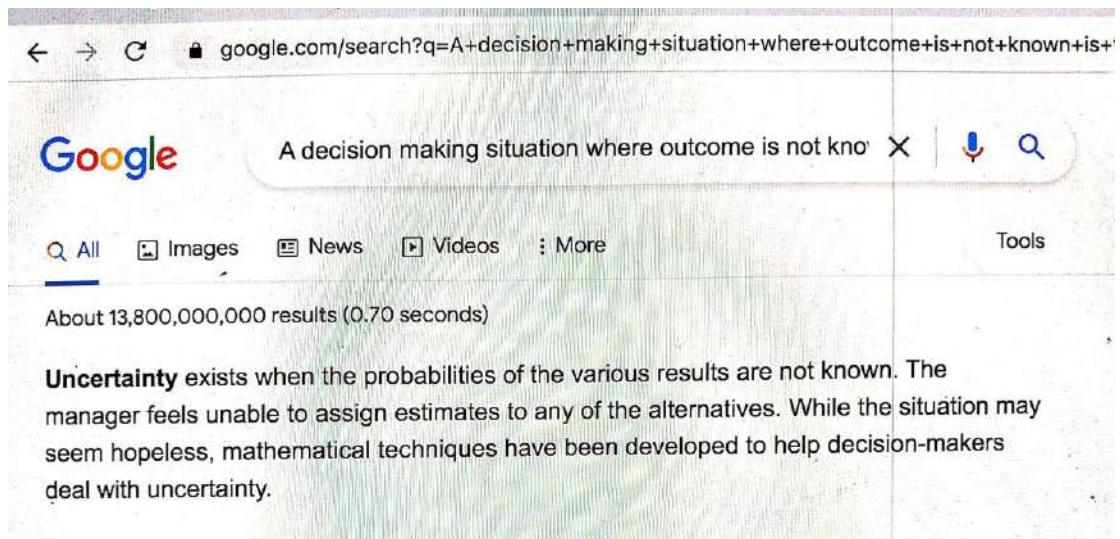 google.com/search?q=A+decision+making+situation+where+outcome+is+not+known+is+
Google
A decision making situation where outcome is not kno
All Images News Videos More Tools
About 13,800,000,000 results (0.70 seconds)
Uncertainty exists when the probabilities of the various results are not known. The
manager feels unable to assign estimates to any of the alternatives. While the situation may
seem hopeless, mathematical techniques have been developed to help decision-makers
deal with uncertainty.